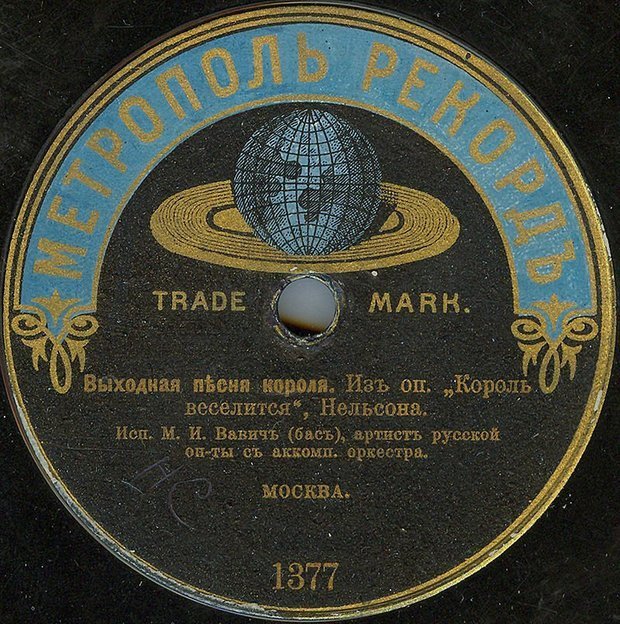 МЕТРОПОЛЬ РЕКОРДЪ
TRADE MARK.
Выходная пѣсня короля. Изъ оп. „Король
веселится“, Нельсона.
Исп. М. И. Вавичъ (басъ), артистъ русской
оп-ты съ аккомп. оркестра.
МОСКВА.
1377